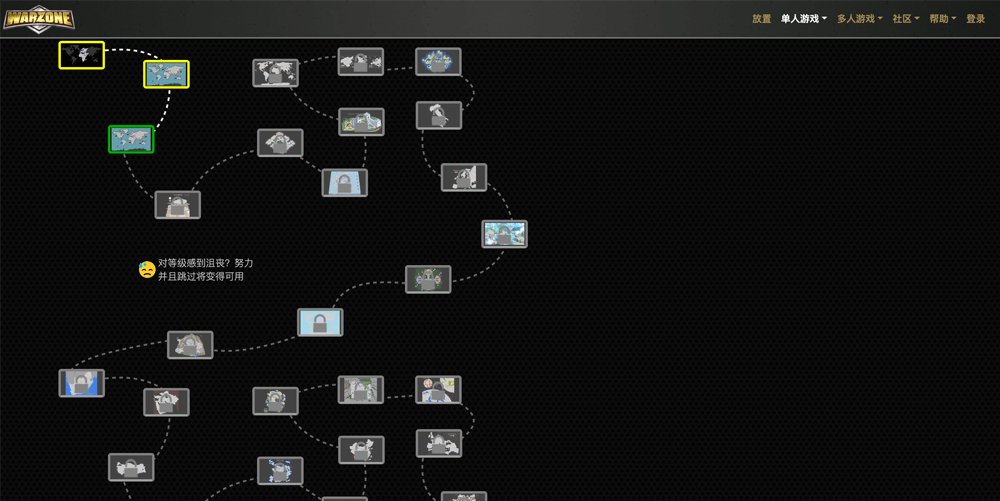 WARZONE
放置
单人游戏
多人游戏
社区
帮助
登录
对等级感到沮丧？努力
并且跳过将变得可用